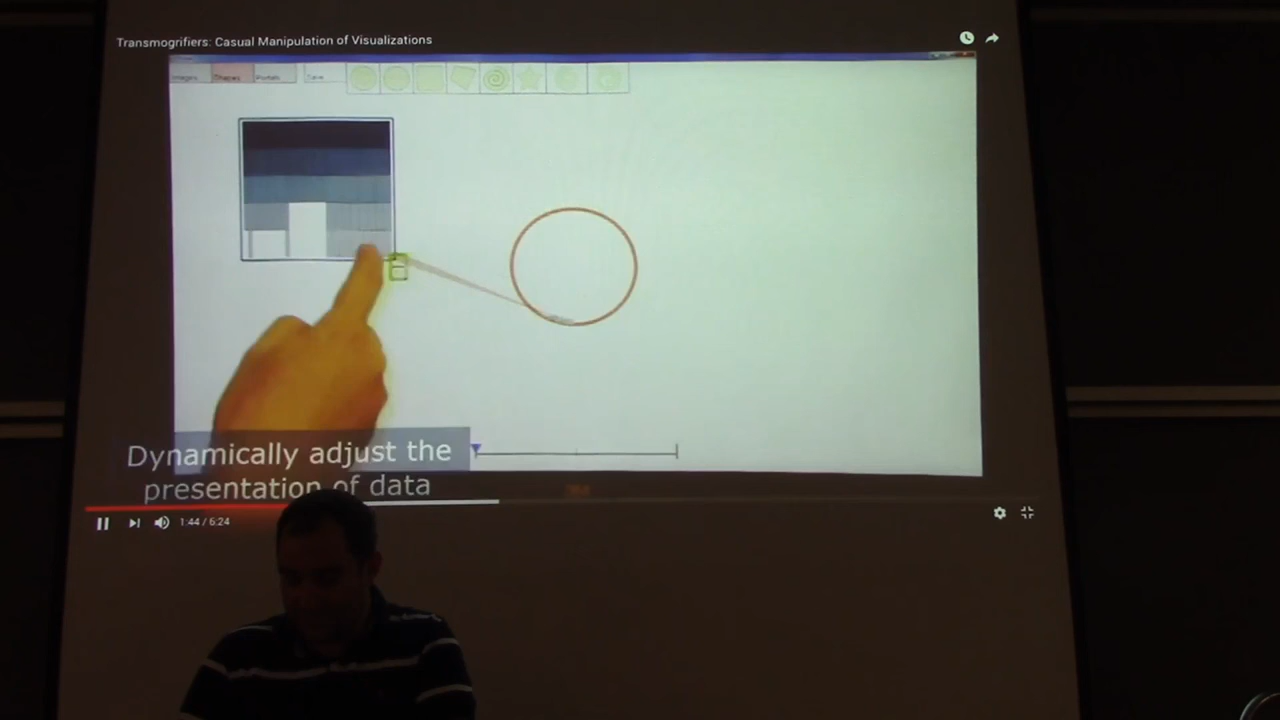 Transmogrifiers: Casual Manipulation of Visualizations
Images Shapes Portals Save
Dynamically adjust the
presentation of data
1:44 / 6:24